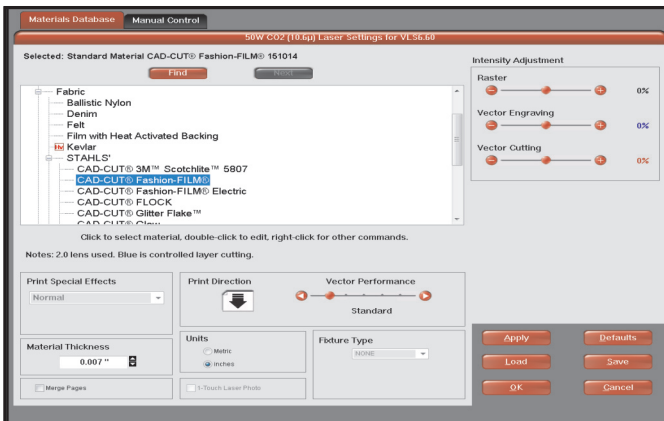 Materials Database Manual Control
50W CO2 (10.6µ) Laser Settings for VLS6.60
Selected: Standard Material CAD-CUT® Fashion-FILM® 151014
Find Next
Fabric
Ballistic Nylon
Denim
Felt
Film with Heat Activated Backing
Kevlar
STAHLS'
CAD-CUT® 3M™ Scotchlite™ 5807
CAD-CUT® Fashion-FILM®
CAD-CUT® Fashion-FILM® Electric
CAD-CUT® FLOCK
CAD-CUT® Glitter Flake™
CAD-CUT® Glow
Click to select material, double-click to edit, right-click for other commands.
Notes: 2.0 lens used. Blue is controlled layer cutting.
Intensity Adjustment
Raster
0%
Vector Engraving
0%
Vector Cutting
0%
Print Special Effects
Normal
Print Direction
Vector Performance
Standard
Material Thickness
0.007 "
Units
Metric
Inches
Fixture Type
NONE
Merge Pages
1-Touch Laser Photo
Apply Defaults
Load Save
OK Cancel